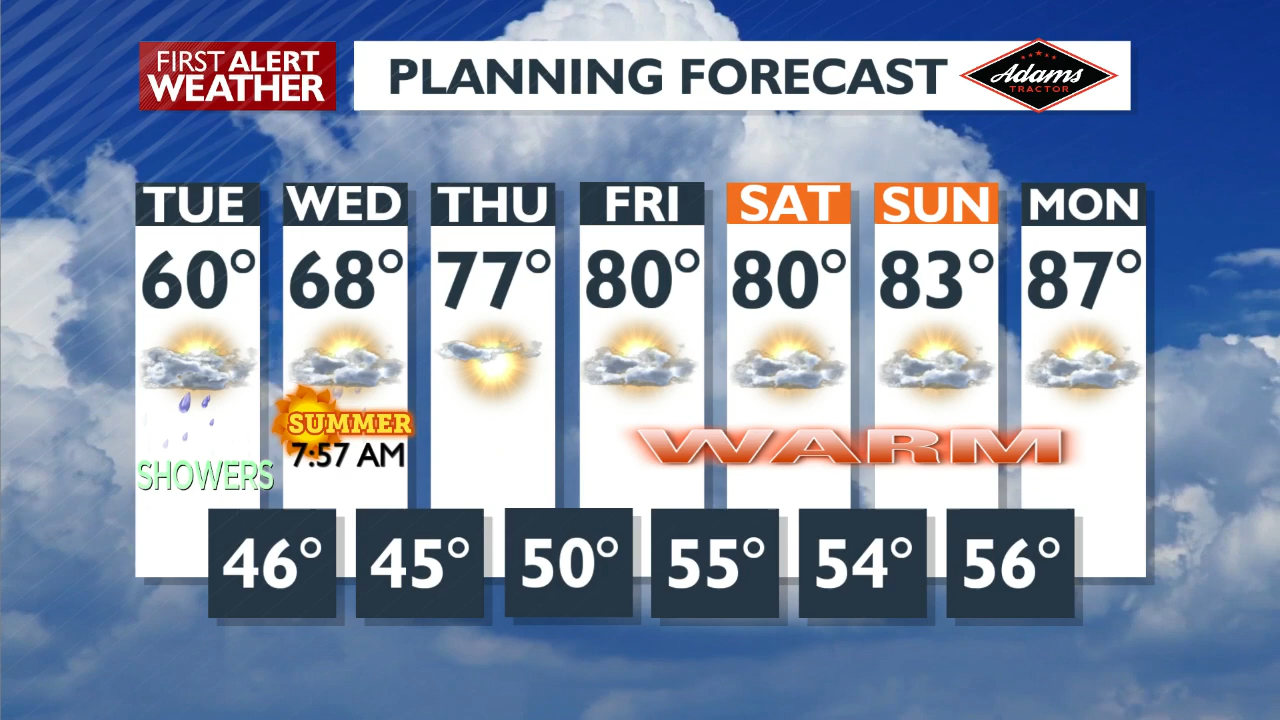 FIRST ALERT
WEATHER
PLANNING FORECAST
Adams
TRACTOR
TUE
WED
THU
FRI
SAT
SUN
MON
60°
68°
77°
80°
80°
83°
87°
SUMMER
7:57 AM
WARM
SHOWERS
46°
45°
50°
55°
54°
56°